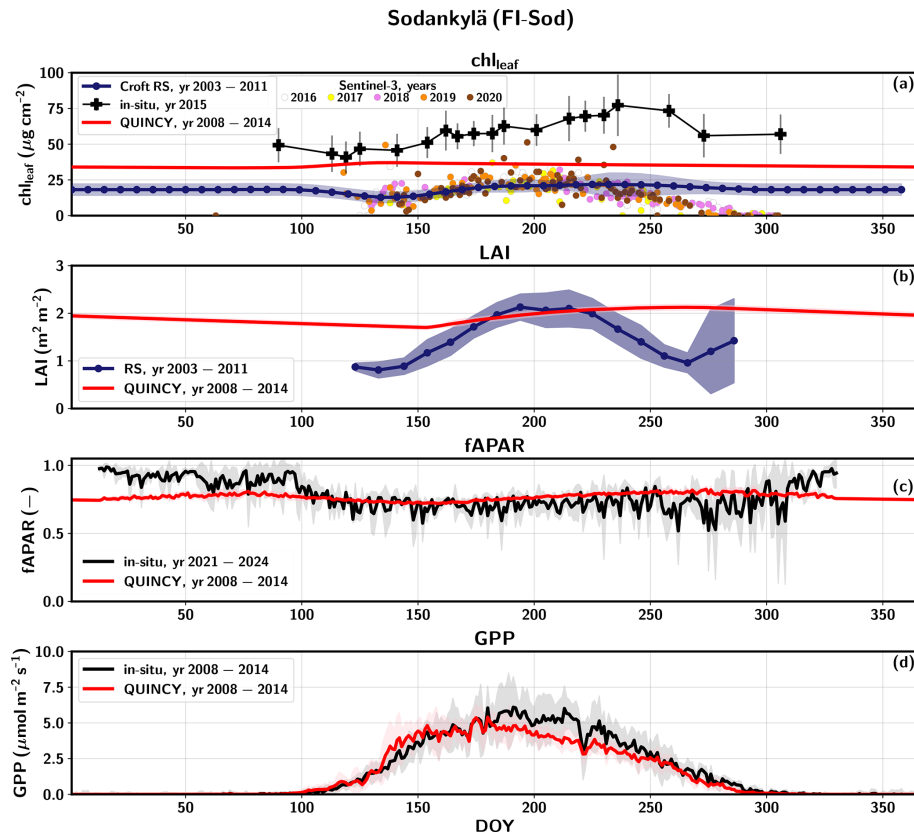 Sodankylä (FI-Sod)
chl_leaf
(a)
Croft RS, yr 2003 − 2011
in-situ, yr 2015
QUINCY, yr 2008 − 2014
Sentinel-3, years
2016 2017 2018 2019 2020
chl_leaf (μg cm⁻²)
100
75
50
25
0
50 100 150 200 250 300 350
LAI
(b)
RS, yr 2003 − 2011
QUINCY, yr 2008 − 2014
LAI (m² m⁻²)
3
2
1
0
50 100 150 200 250 300 350
fAPAR
(c)
in-situ, yr 2021 − 2024
QUINCY, yr 2008 − 2014
fAPAR (−)
1.0
0.5
0.0
50 100 150 200 250 300 350
GPP
(d)
in-situ, yr 2008 − 2014
QUINCY, yr 2008 − 2014
GPP (μmol m⁻² s⁻¹)
10.0
7.5
5.0
2.5
0.0
50 100 150 200 250 300 350
DOY